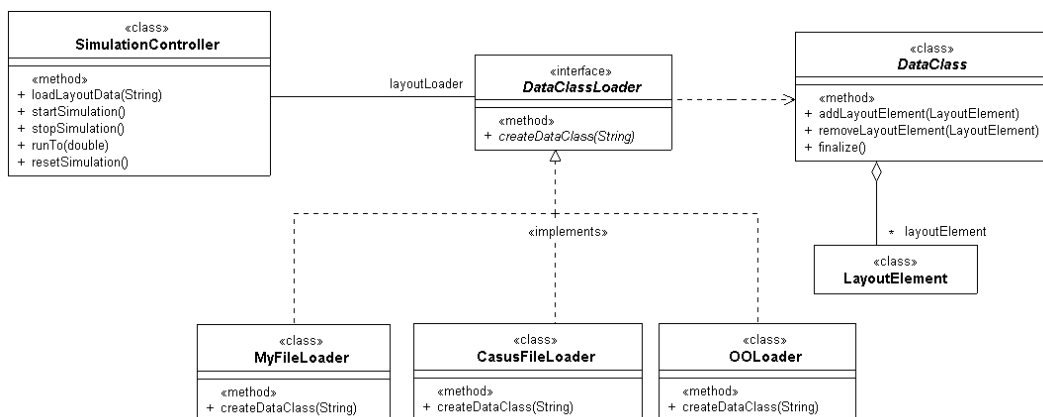 «class»
SimulationController
«method»
+ loadLayoutData(String)
+ startSimulation()
+ stopSimulation()
+ runTo(double)
+ resetSimulation()
layoutLoader
«interface»
DataClassLoader
«method»
+ createDataClass(String)
«class»
DataClass
«method»
+ addLayoutElement(LayoutElement)
+ removeLayoutElement(LayoutElement)
+ finalize()
* layoutElement
«class»
LayoutElement
«implements»
«class»
MyFileLoader
«method»
+ createDataClass(String)
«class»
CasusFileLoader
«method»
+ createDataClass(String)
«class»
OOLoader
«method»
+ createDataClass(String)